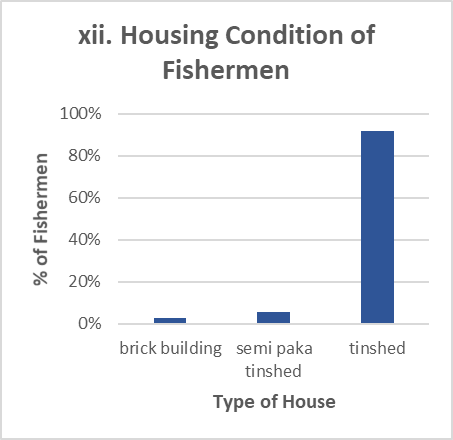 xii. Housing Condition of
Fishermen
100%
80%
60%
40%
20%
0%
% of Fishermen
brick building
semi paka
tinshed
tinshed
Type of House